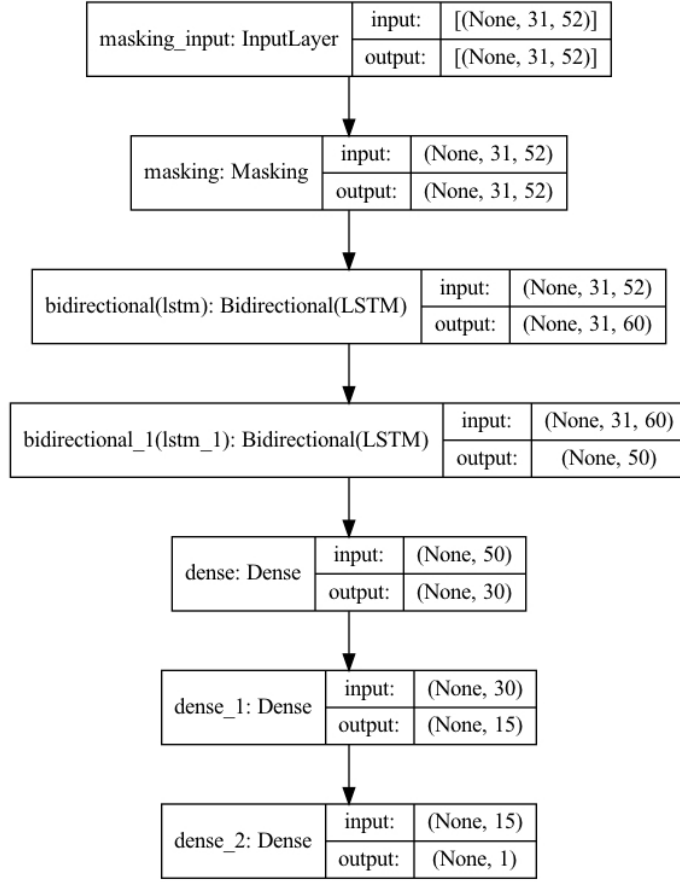 masking_input: InputLayer
input:
[(None, 31, 52)]
output:
[(None, 31, 52)]
masking: Masking
input:
(None, 31, 52)
output:
(None, 31, 52)
bidirectional(lstm): Bidirectional(LSTM)
input:
(None, 31, 52)
output:
(None, 31, 60)
bidirectional_1(lstm_1): Bidirectional(LSTM)
input:
(None, 31, 60)
output:
(None, 50)
dense: Dense
input:
(None, 50)
output:
(None, 30)
dense_1: Dense
input:
(None, 30)
output:
(None, 15)
dense_2: Dense
input:
(None, 15)
output:
(None, 1)